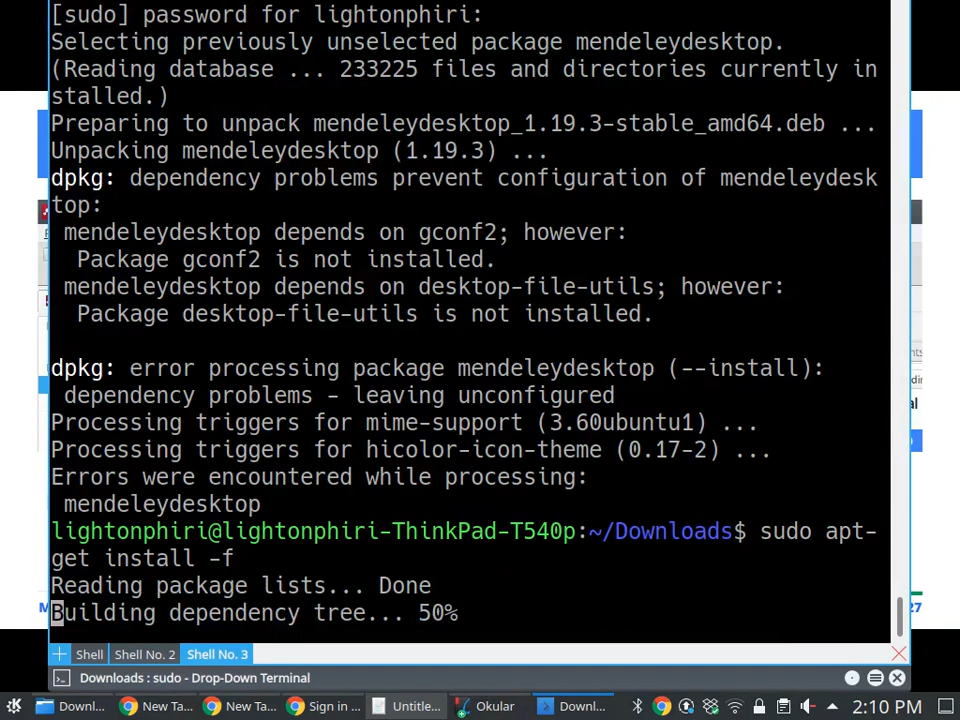 [sudo] password for lightonphiri:
Selecting previously unselected package mendeleydesktop.
(Reading database ... 233225 files and directories currently in
stalled.)
Preparing to unpack mendeleydesktop_1.19.3-stable_amd64.deb ...
Unpacking mendeleydesktop (1.19.3) ...
dpkg: dependency problems prevent configuration of mendeleydesk
top:
mendeleydesktop depends on gconf2; however:
Package gconf2 is not installed.
mendeleydesktop depends on desktop-file-utils; however:
Package desktop-file-utils is not installed.
dpkg: error processing package mendeleydesktop (--install):
dependency problems - leaving unconfigured
Processing triggers for mime-support (3.60ubuntu1) ...
Processing triggers for hicolor-icon-theme (0.17-2) ...
Errors were encountered while processing:
mendeleydesktop
lightonphiri@lightonphiri-ThinkPad-T540p:~/Downloads$ sudo apt-
get install -f
Reading package lists... Done
Building dependency tree... 50%
27
Shell Shell No. 2 Shell No. 3
Downloads : sudo - Drop-Down Terminal
Downl... New Ta... New Ta... Sign in ... Untitle... Okular Downl... 2:10 PM